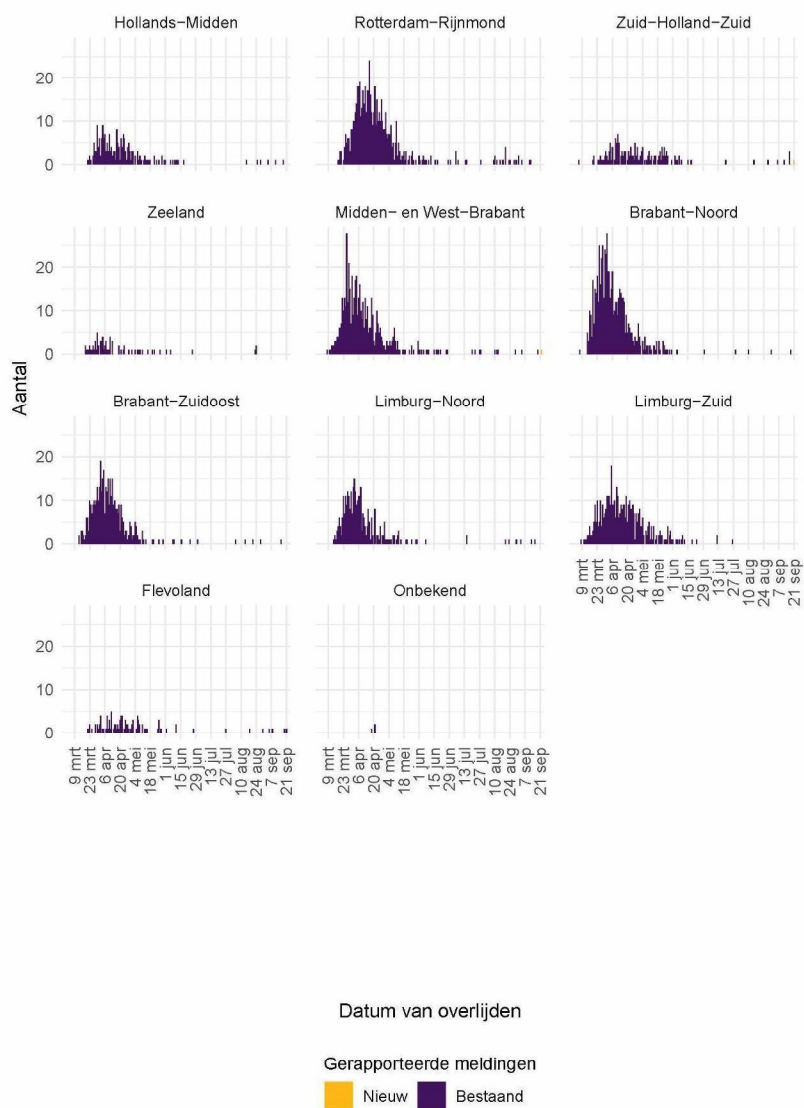 Hollands−Midden
Rotterdam−Rijnmond
Zuid−Holland−Zuid
20
10
0
Zeeland
Midden− en West−Brabant
Brabant−Noord
20
10
0
Aantal
Brabant−Zuidoost
Limburg−Noord
Limburg−Zuid
20
10
0
9 mrt
23 mrt
6 apr
20 apr
4 mei
18 mei
1 jun
15 jun
29 jun
13 jul
27 jul
10 aug
24 aug
7 sep
21 sep
Flevoland
Onbekend
20
10
0
9 mrt
23 mrt
6 apr
20 apr
4 mei
18 mei
1 jun
15 jun
29 jun
13 jul
27 jul
10 aug
24 aug
7 sep
21 sep
9 mrt
23 mrt
6 apr
20 apr
4 mei
18 mei
1 jun
15 jun
29 jun
13 jul
27 jul
10 aug
24 aug
7 sep
21 sep
Datum van overlijden
Gerapporteerde meldingen
Nieuw Bestaand